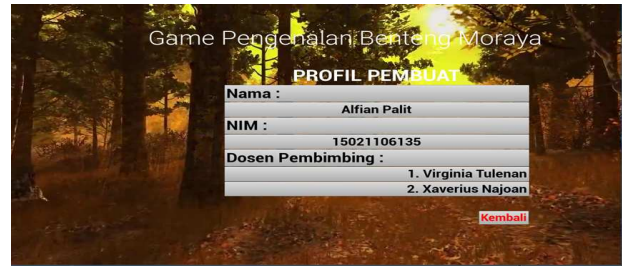 Game Pengenalan Benteng Moraya
PROFIL PEMBUAT
Nama :
Alfian Palit
NIM :
15021106135
Dosen Pembimbing :
1. Virginia Tulenan
2. Xaverius Najoan
Kembali